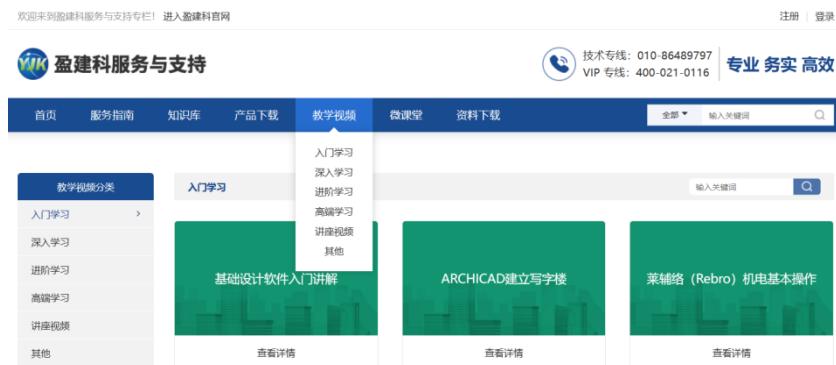 欢迎来到盈建科服务与支持专栏! 进入盈建科官网
注册 登录
YJK 盈建科服务与支持
技术专线：010-86489797
VIP 专线：400-021-0116
专业 务实 高效
首页 服务指南 知识库 产品下载 教学视频 微课堂 资料下载 全部 输入关键词
入门学习
深入学习
进阶学习
高端学习
讲座视频
其他
教学视频分类
入门学习 >
深入学习
进阶学习
高端学习
讲座视频
其他
入门学习 输入关键词
基础设计软件入门讲解
查看详情
ARCHICAD建立写字楼
查看详情
莱辅络（Rebro）机电基本操作
查看详情